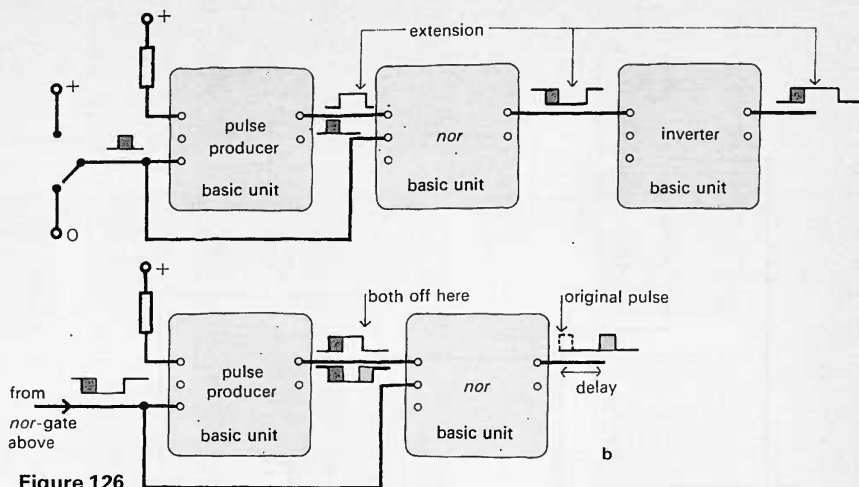 +
extension
+
pulse
producer
basic unit
nor
basic unit
inverter
basic unit
0
+
both off here
original pulse
pulse
producer
basic unit
nor
basic unit
delay
from
nor-gate
above
b
Figure 126